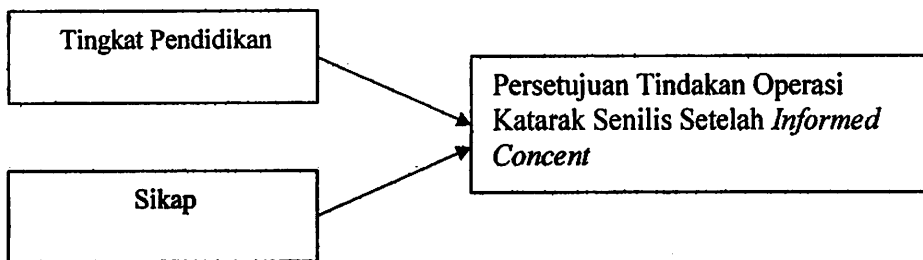 Tingkat Pendidikan
Persetujuan Tindakan Operasi
Katarak Senilis Setelah Informed
Concent
Sikap